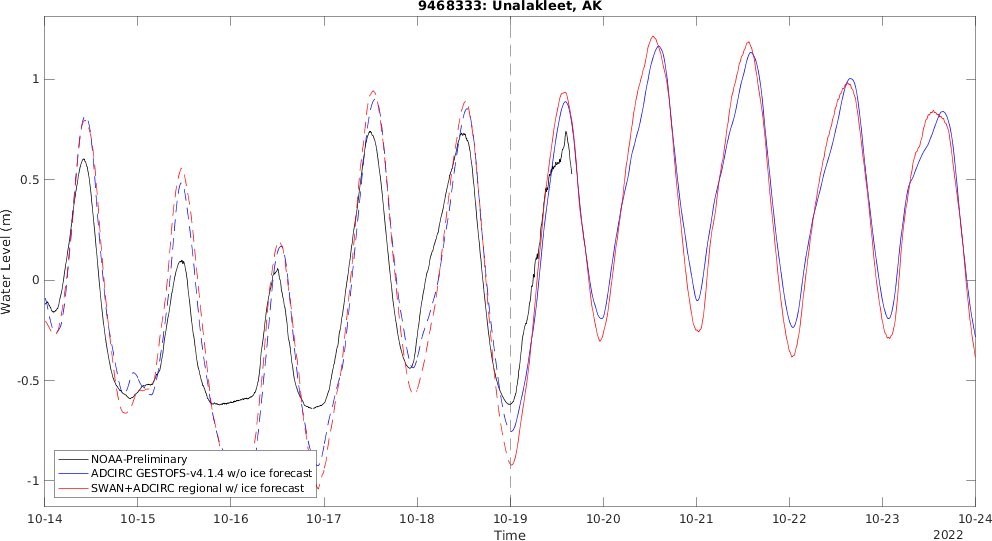 9468333: Unalakleet, AK
Water Level (m)
1
0.5
0
-0.5
-1
NOAA-Preliminary
ADCIRC GESTOFS-v4.1.4 w/o ice forecast
SWAN+ADCIRC regional w/ ice forecast
10-14 10-15 10-16 10-17 10-18 10-19 10-20 10-21 10-22 10-23 10-24
Time
2022